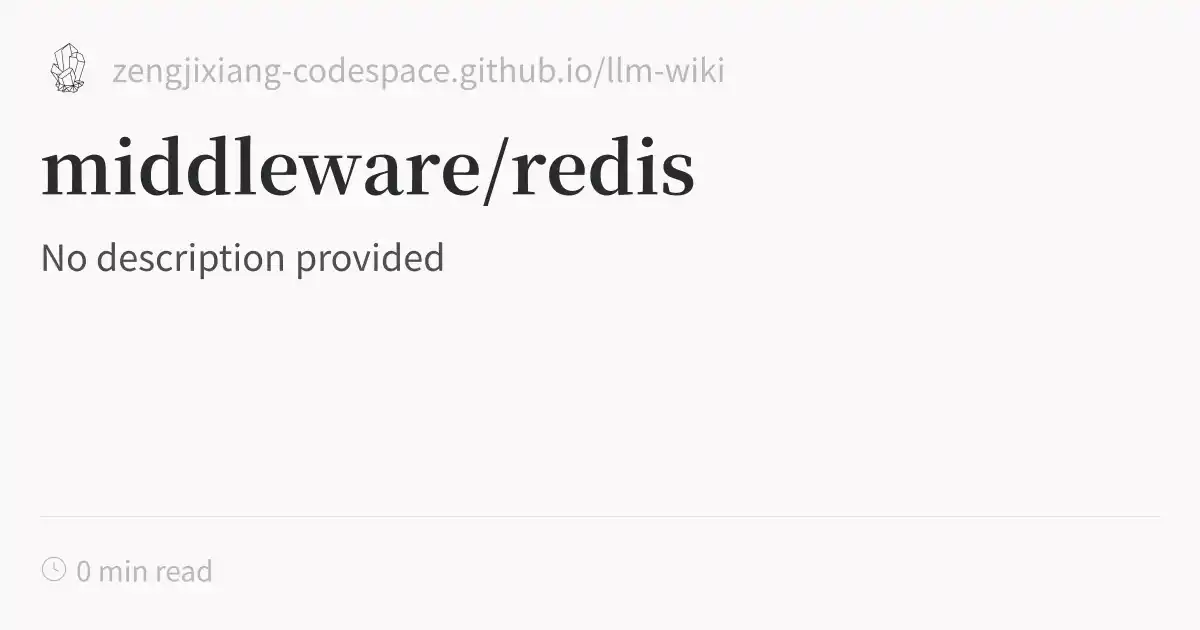 zengjixiang-codespace.github.io/llm-wiki
middleware/redis
No description provided
0 min read